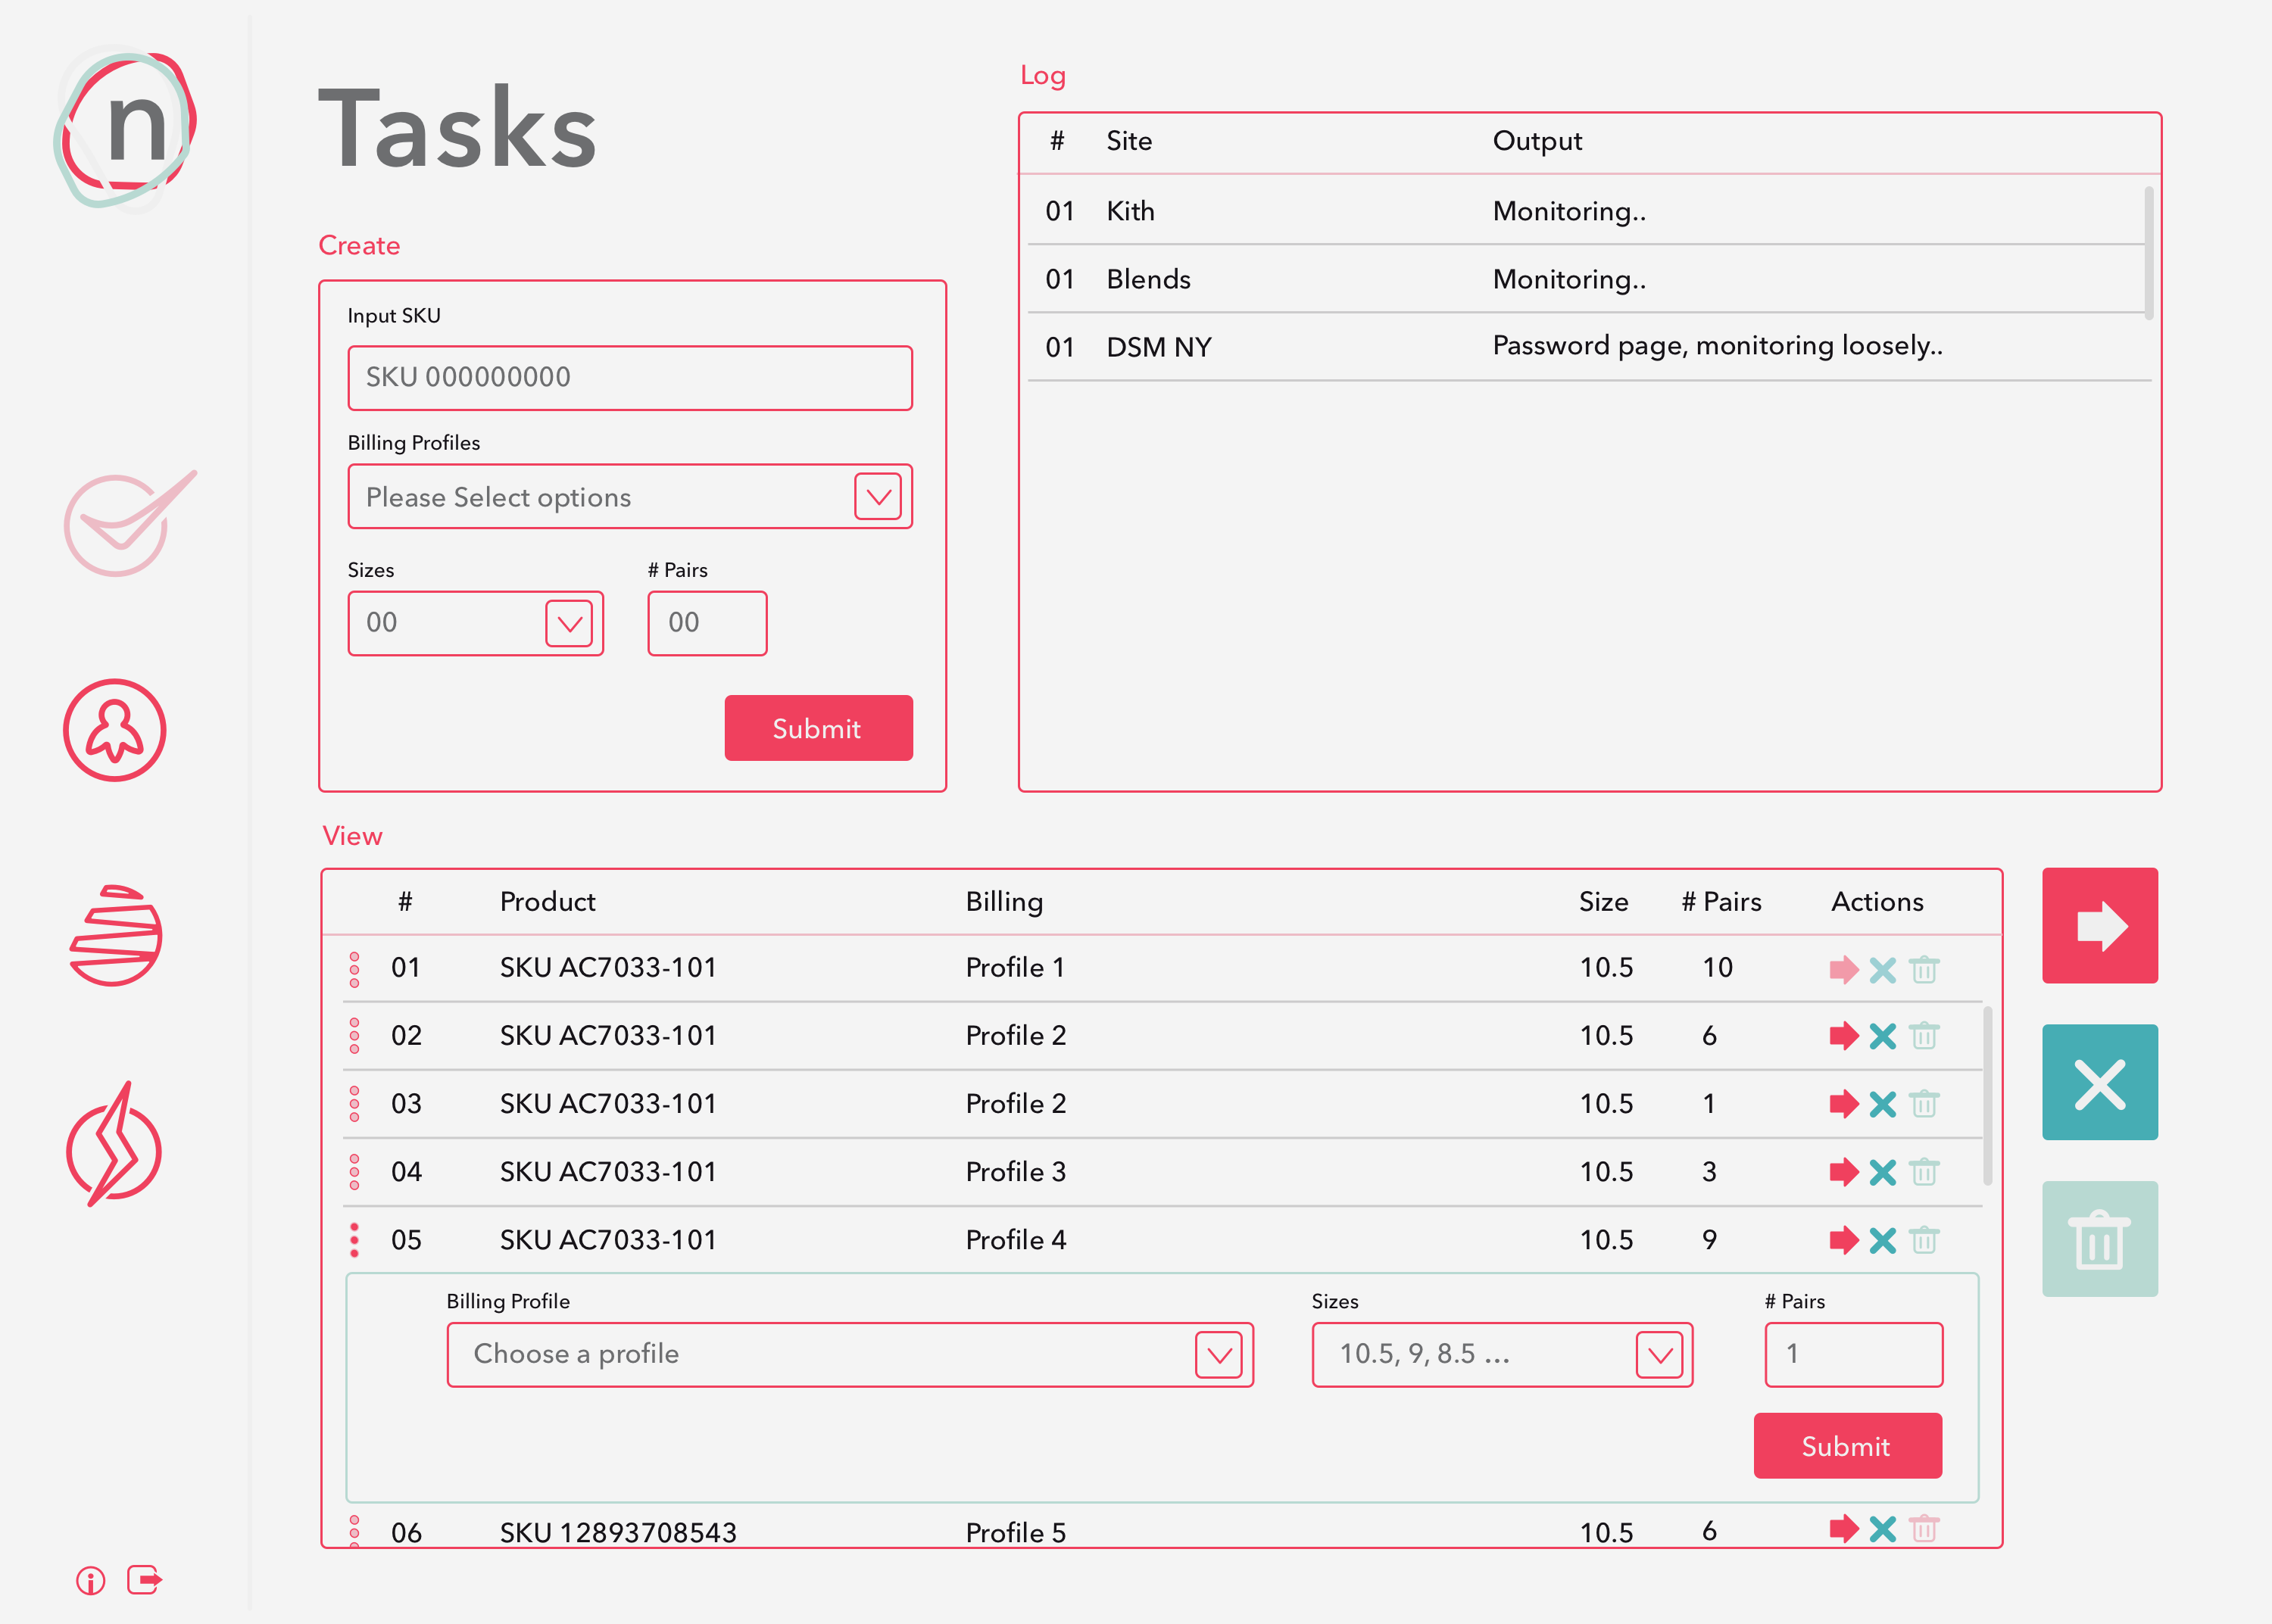 n
Tasks
Create
Input SKU
SKU 000000000
Billing Profiles
Please Select options
Sizes # Pairs
00 00
Submit
Log
# Site Output
01 Kith Monitoring..
01 Blends Monitoring..
01 DSM NY Password page, monitoring loosely..
View
# Product Billing Size # Pairs Actions
01 SKU AC7033-101 Profile 1 10.5 10
02 SKU AC7033-101 Profile 2 10.5 6
03 SKU AC7033-101 Profile 2 10.5 1
04 SKU AC7033-101 Profile 3 10.5 3
05 SKU AC7033-101 Profile 4 10.5 9
Billing Profile Sizes # Pairs
Choose a profile 10.5, 9, 8.5 ... 1
Submit
06 SKU 12893708543 Profile 5 10.5 6